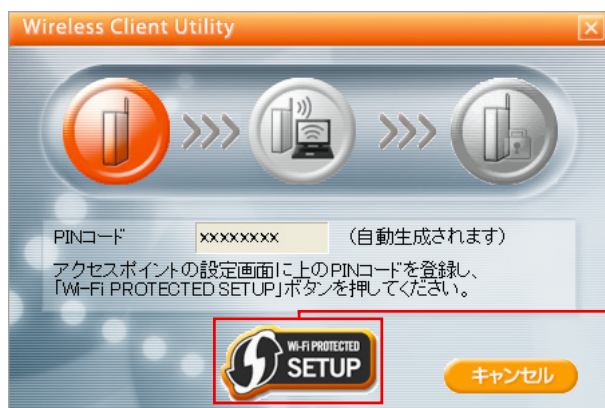 Wireless Client Utility
PINコード xxxxxxxx (自動生成されます)
アクセスポイントの設定画面に上のPINコードを登録し、
「Wi-Fi PROTECTED SETUP」ボタンを押してください。
Wi-Fi PROTECTED
SETUP
キャンセル